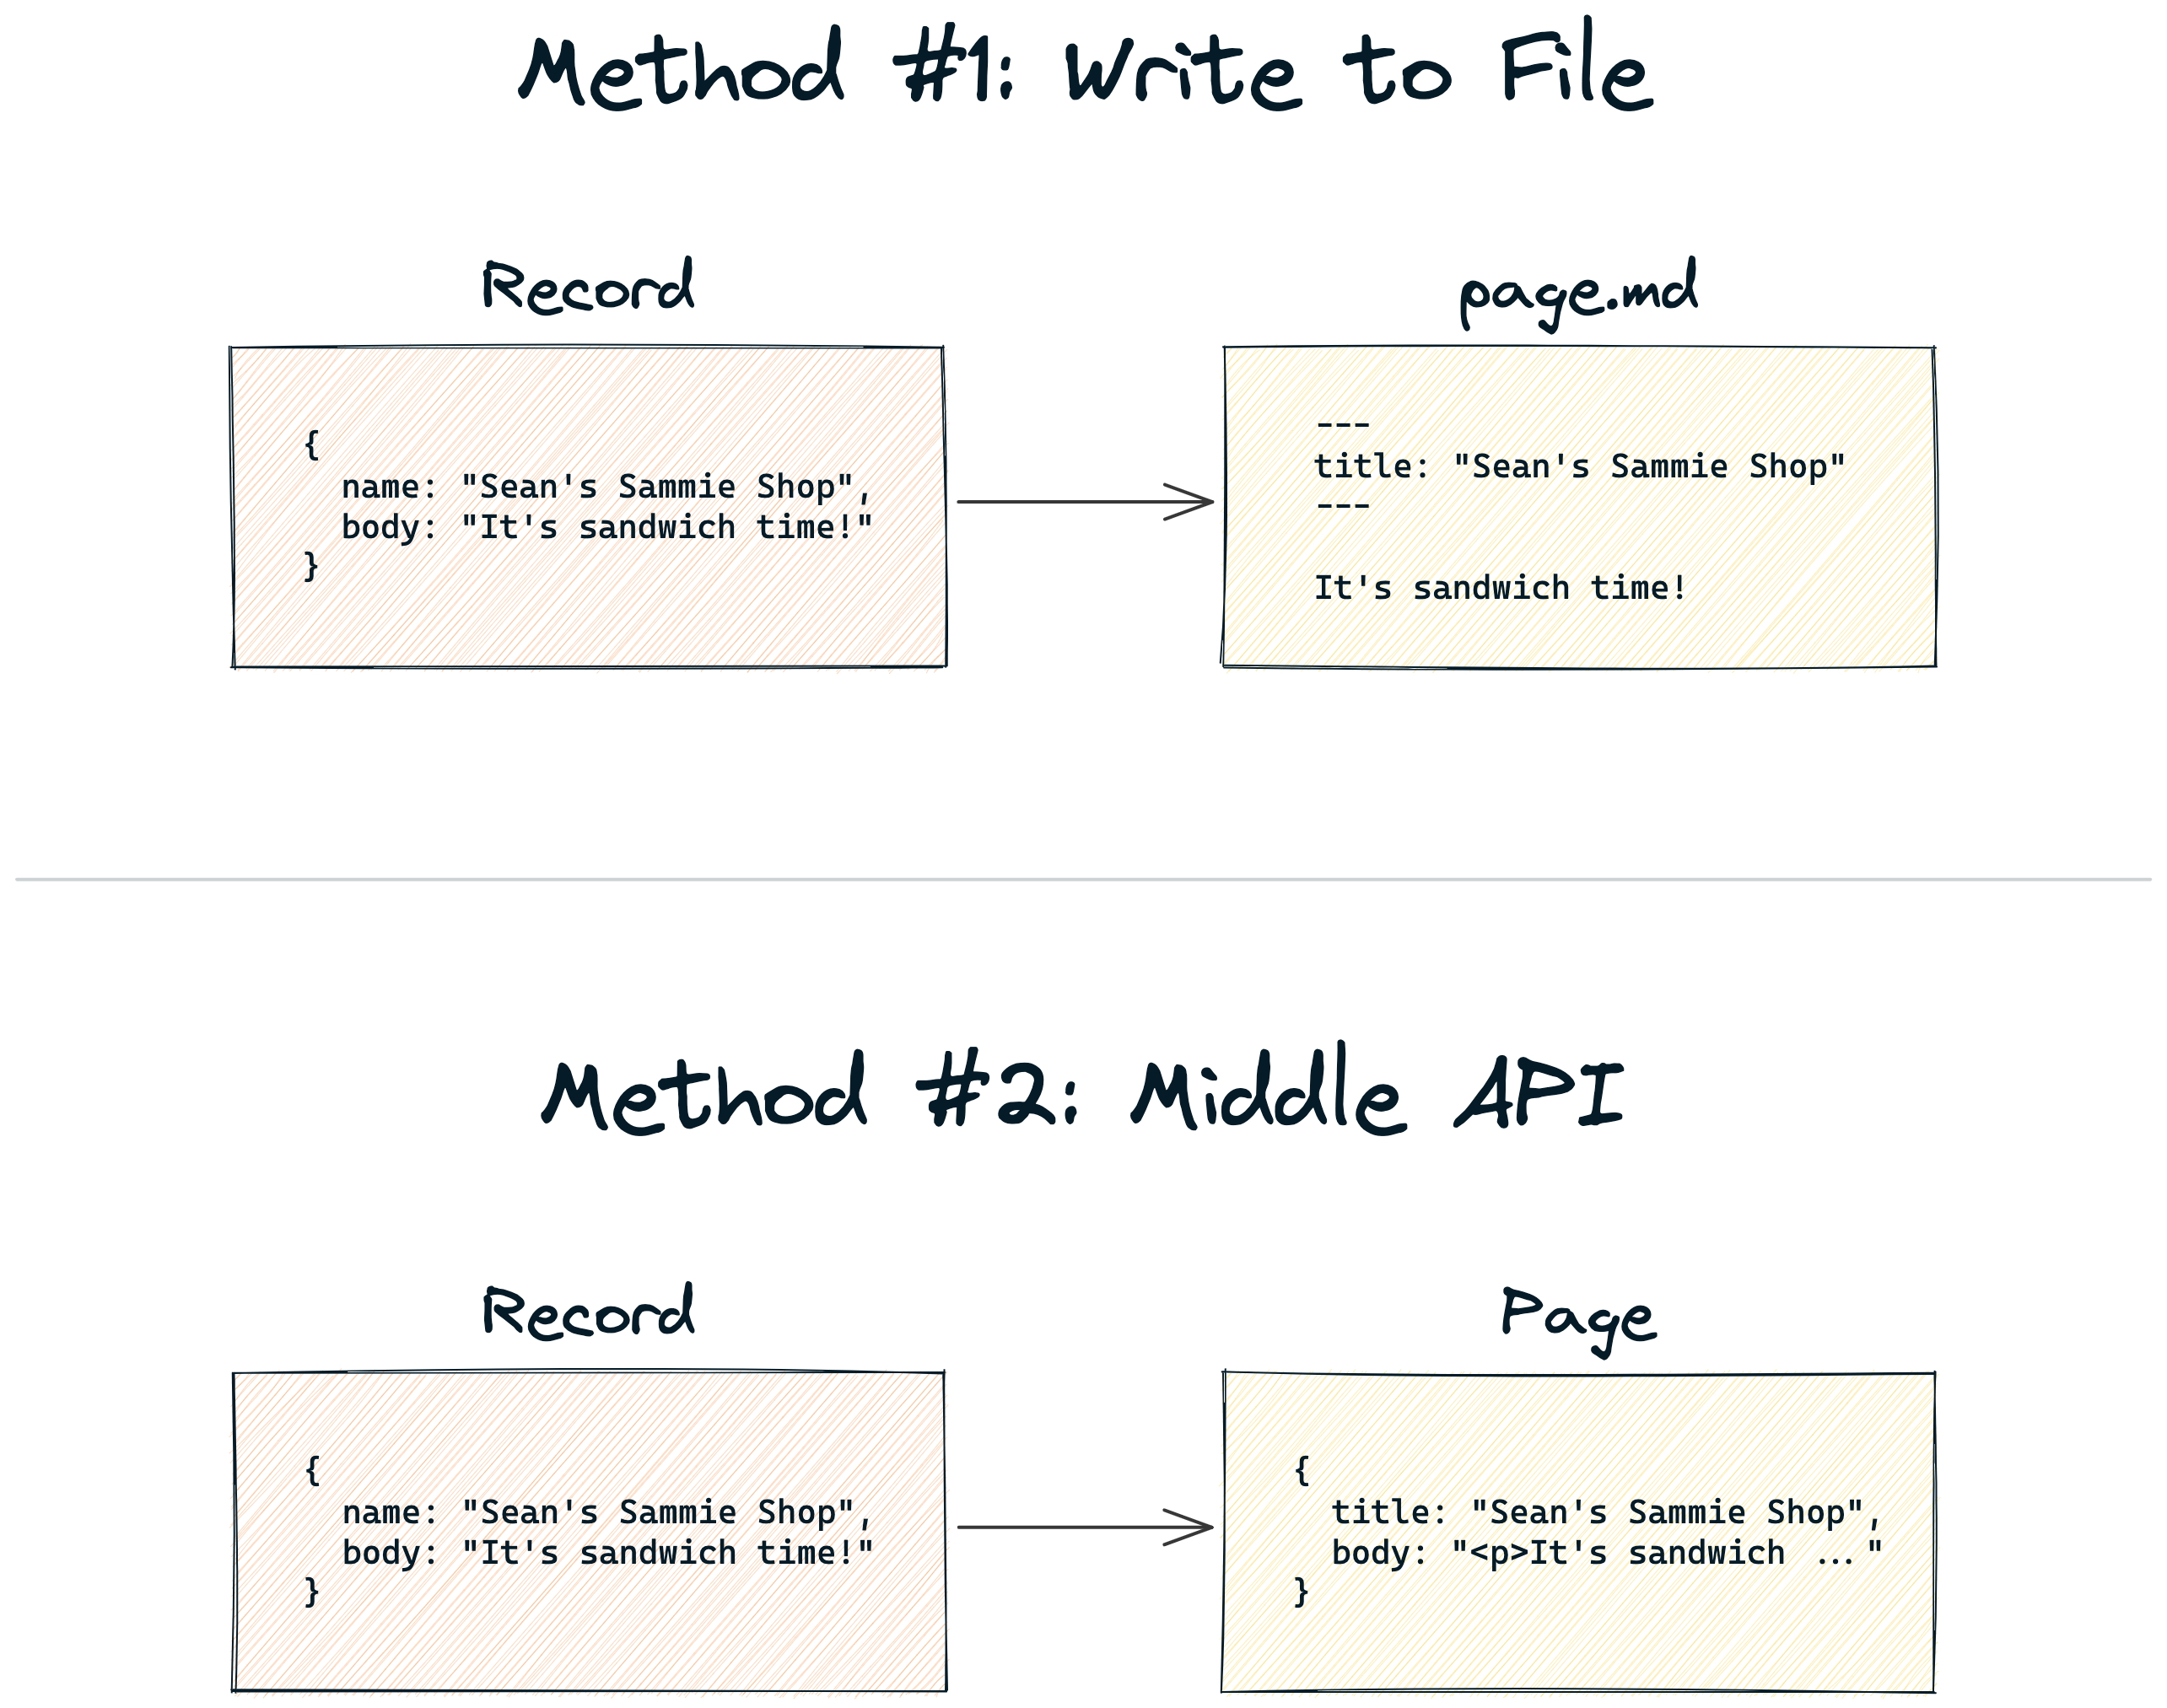 Method #1: Write to File
Record
page.md
{
  name: "Sean's Sammie Shop",
  body: "It's sandwich time!"
}
---
title: "Sean's Sammie Shop"
---
It's sandwich time!
Method #2: Middle API
Record
Page
{
  name: "Sean's Sammie Shop",
  body: "It's sandwich time!"
}
{
  title: "Sean's Sammie Shop",
  body: "<p>It's sandwich ..."
}